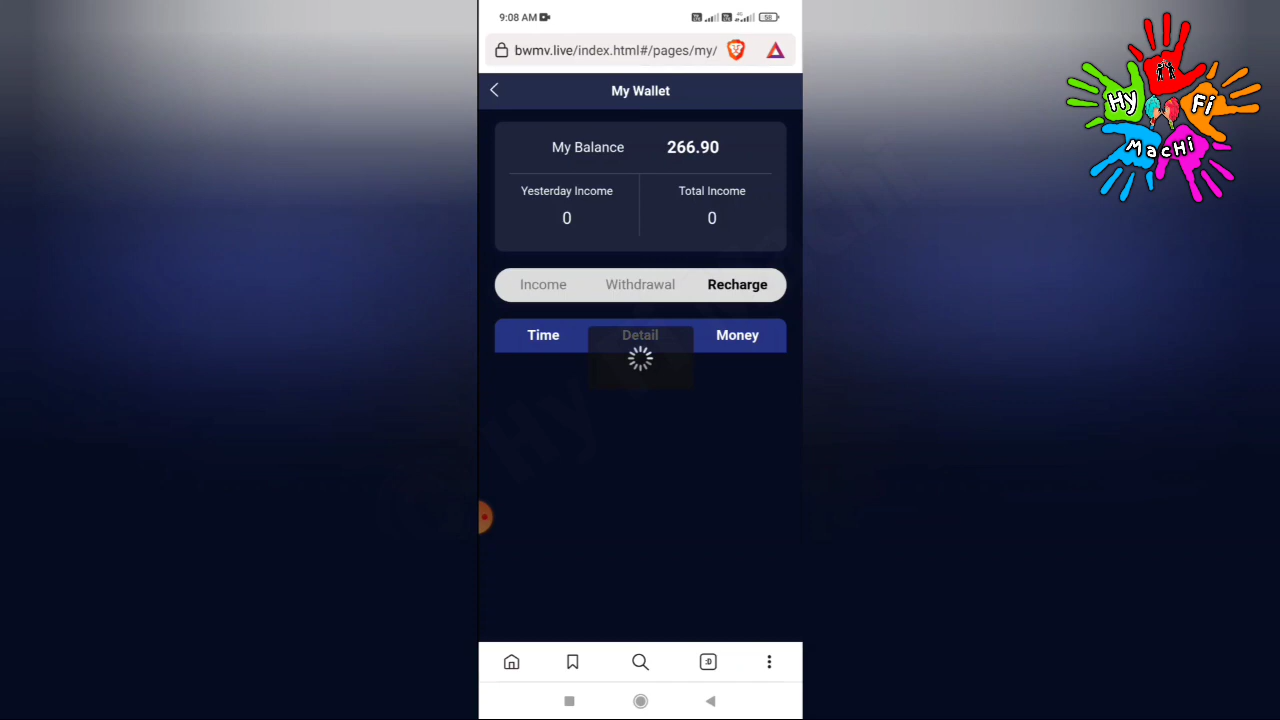 9:08 AM
58
bwmv.live/index.html#/pages/my/
My Wallet
My Balance 266.90
Yesterday Income Total Income
0 0
Income Withdrawal Recharge
Time Detail Money
:D
Hy Fi
MacHi